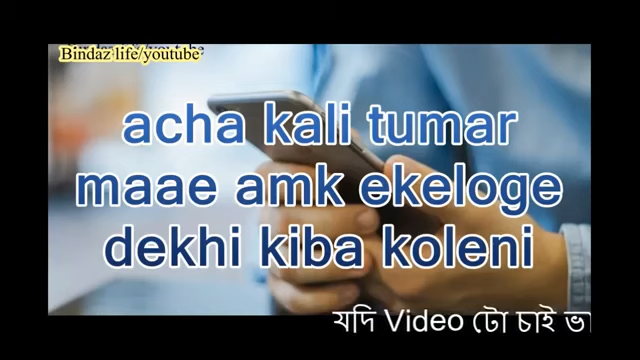 Bindaz life/youtube
acha kali tumar
maae amk ekeloge
dekhi kiba koleni
যদি Video টো চাই ভা